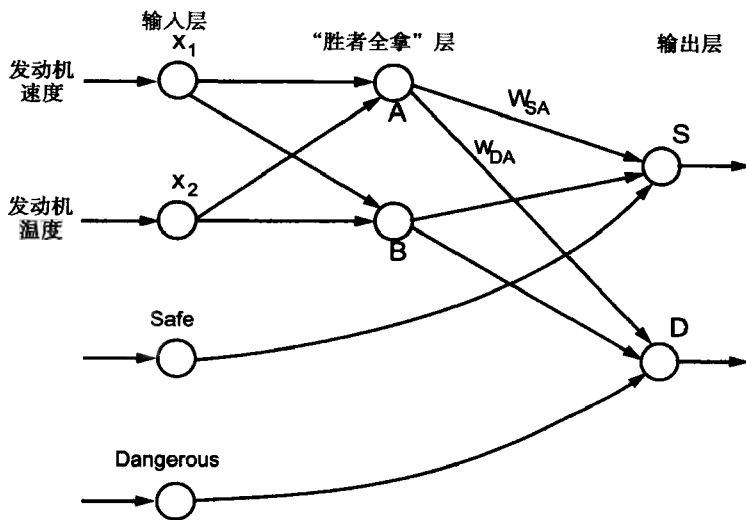 输入层
“胜者全拿”层
输出层
x1
发动机
速度
A
WSA
S
WDA
x2
发动机
温度
B
Safe
D
Dangerous